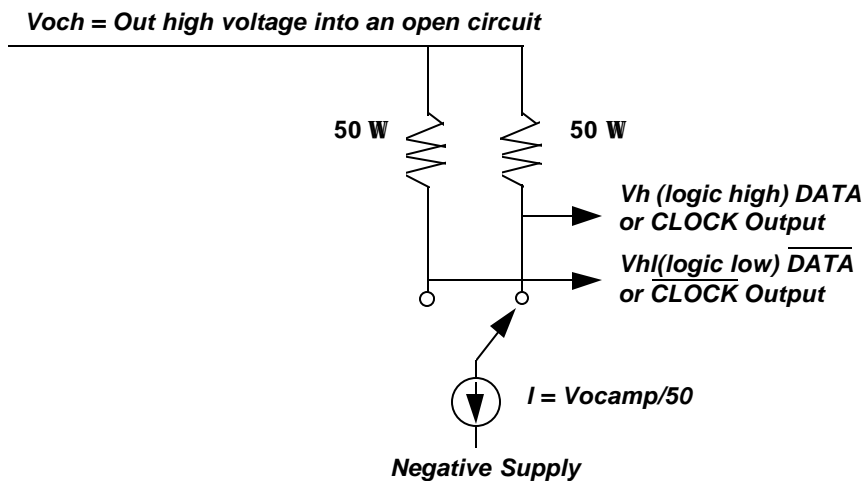 Voch = Out high voltage into an open circuit
50 W
50 W
Vh (logic high) DATA
or CLOCK Output
Vhl(logic low) DATA
or CLOCK Output
I = Vocamp/50
Negative Supply